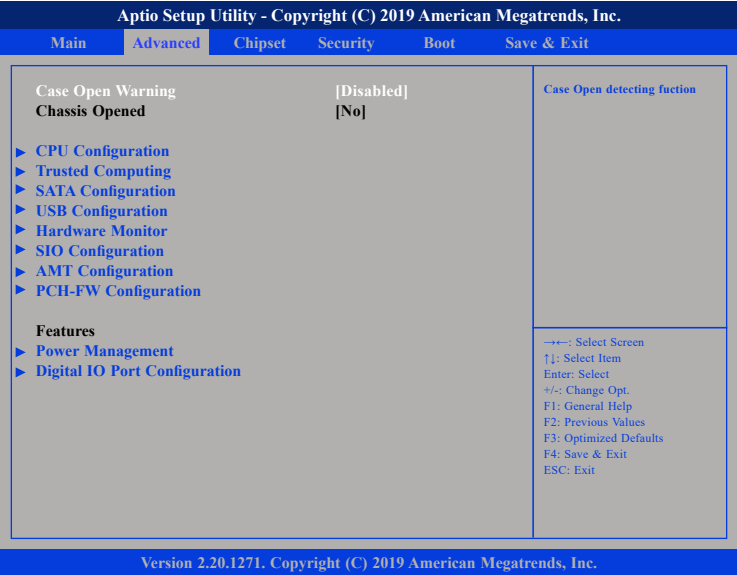 Aptio Setup Utility - Copyright (C) 2019 American Megatrends, Inc.
Main Advanced Chipset Security Boot Save & Exit
Case Open Warning [Disabled]
Chassis Opened [No]
► CPU Configuration
► Trusted Computing
► SATA Configuration
► USB Configuration
► Hardware Monitor
► SIO Configuration
► AMT Configuration
► PCH-FW Configuration
Features
► Power Management
► Digital IO Port Configuration
Case Open detecting fuction
→←: Select Screen
↑↓: Select Item
Enter: Select
+/-: Change Opt.
F1: General Help
F2: Previous Values
F3: Optimized Defaults
F4: Save & Exit
ESC: Exit
Version 2.20.1271. Copyright (C) 2019 American Megatrends, Inc.